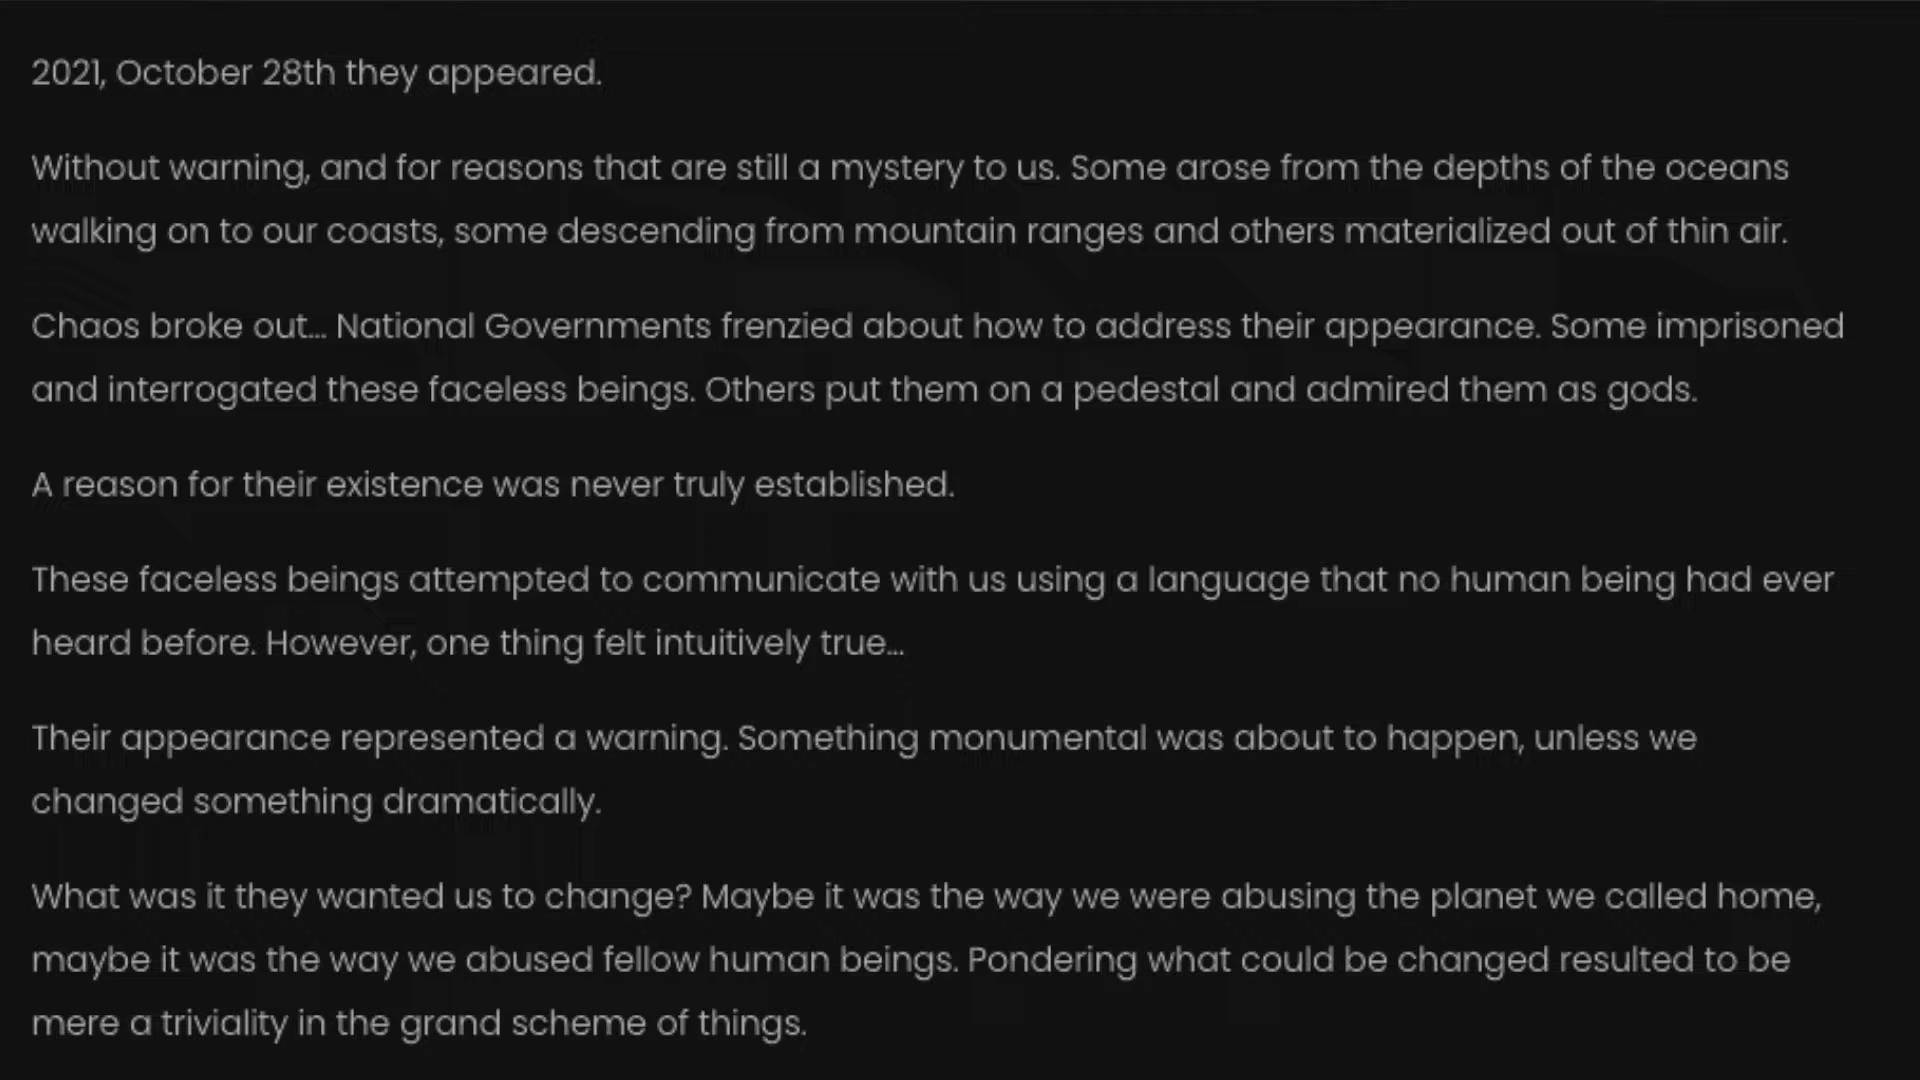 2021, October 28th they appeared.
Without warning, and for reasons that are still a mystery to us. Some arose from the depths of the oceans
walking on to our coasts, some descending from mountain ranges and others materialized out of thin air.
Chaos broke out... National Governments frenzied about how to address their appearance. Some imprisoned
and interrogated these faceless beings. Others put them on a pedestal and admired them as gods.
A reason for their existence was never truly established.
These faceless beings attempted to communicate with us using a language that no human being had ever
heard before. However, one thing felt intuitively true...
Their appearance represented a warning. Something monumental was about to happen, unless we
changed something dramatically.
What was it they wanted us to change? Maybe it was the way we were abusing the planet we called home,
maybe it was the way we abused fellow human beings. Pondering what could be changed resulted to be
mere a triviality in the grand scheme of things.